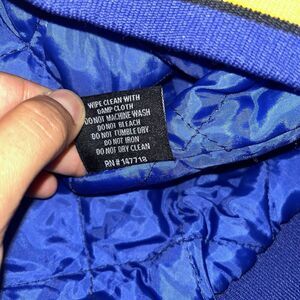 WIPE CLEAN WITH
DAMP CLOTH
DO NOT MACHINE WASH
DO NOT BLEACH
DO NOT TUMBLE DRY
DO NOT IRON
DO NOT DRY CLEAN
RN# 147718